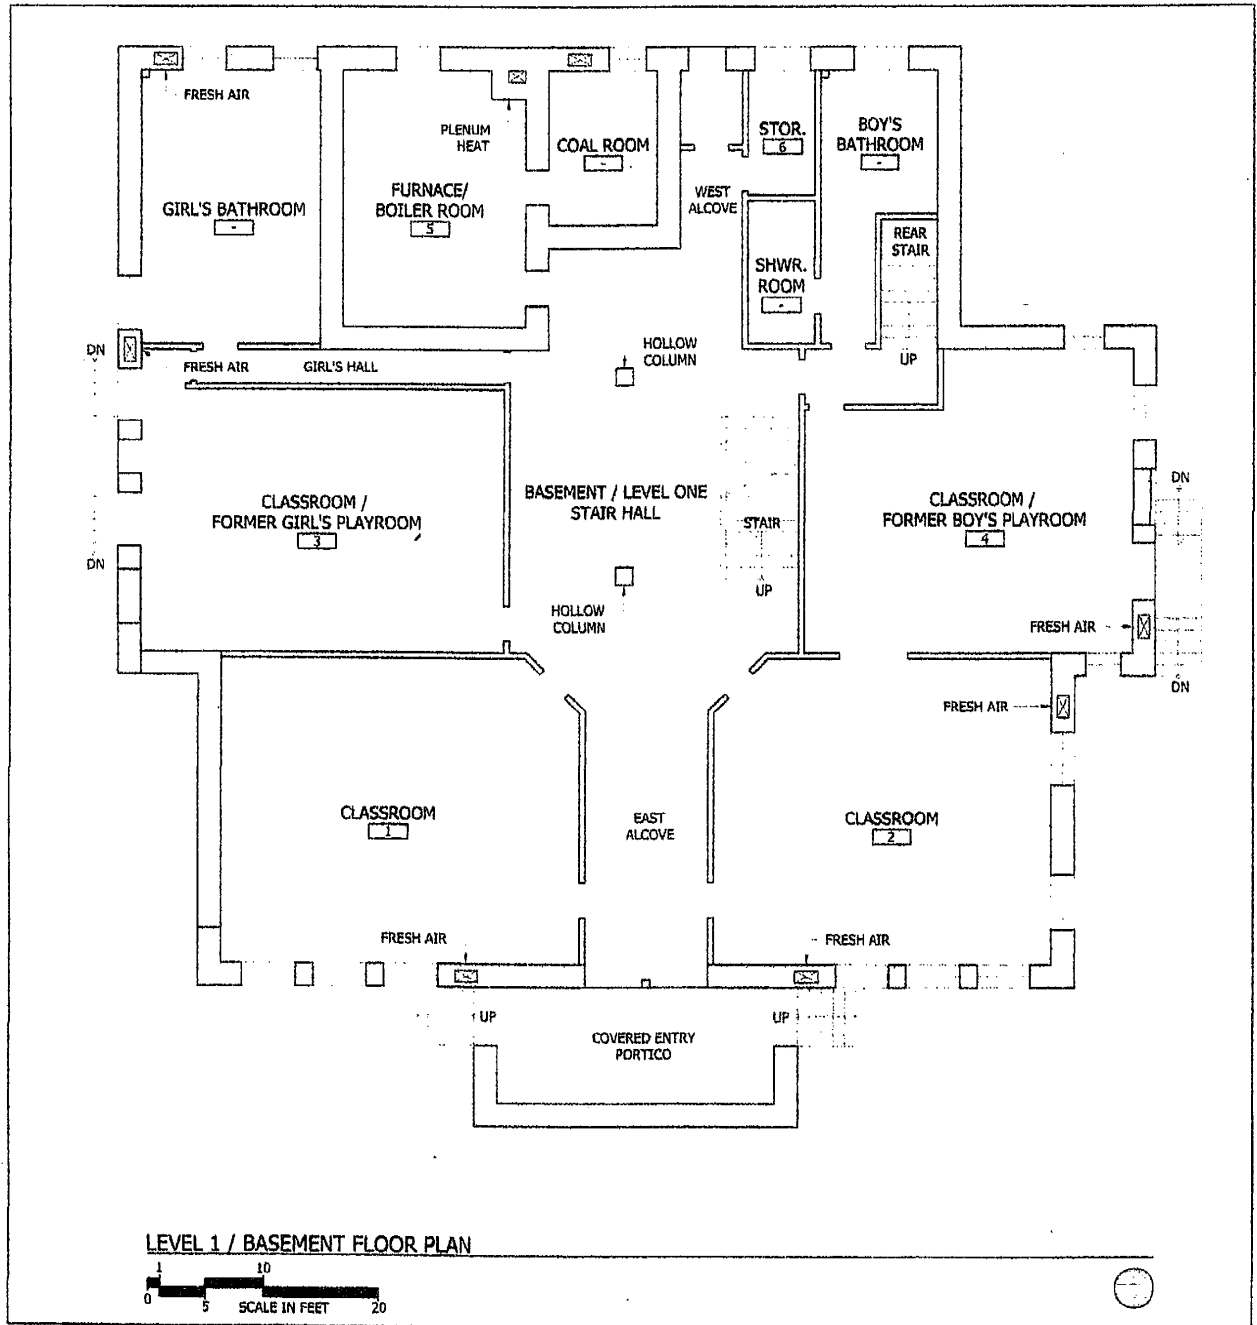 FRESH AIR
PLENUM
HEAT
COAL ROOM
-
STOR.
6
BOY'S
BATHROOM
-
GIRL'S BATHROOM
-
FURNACE/
BOILER ROOM
5
WEST
ALCOVE
REAR
STAIR
SHWR.
ROOM
-
DN
FRESH AIR
GIRL'S HALL
HOLLOW
COLUMN
UP
CLASSROOM /
FORMER GIRL'S PLAYROOM
3
BASEMENT / LEVEL ONE
STAIR HALL
STAIR
CLASSROOM /
FORMER BOY'S PLAYROOM
4
DN
DN
UP
HOLLOW
COLUMN
FRESH AIR
DN
FRESH AIR
CLASSROOM
1
EAST
ALCOVE
CLASSROOM
2
FRESH AIR
FRESH AIR
UP
UP
COVERED ENTRY
PORTICO
LEVEL 1 / BASEMENT FLOOR PLAN
1 10
0 5 SCALE IN FEET 20